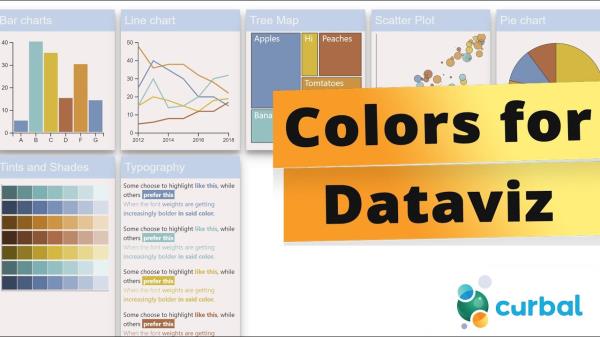 Bar charts
Line chart
Tree Map
Scatter Plot
Pie chart
40
30
20
10
0
A B C D E F G
50
40
30
20
10
0
2012 2014 2016 2018
Apples
Hi
Peaches
Tomtatoes
Bana
Colors for
Dataviz
Tints and Shades
Typography
Some choose to highlight like this, while
others prefer this
When the font weights are getting
increasingly bolder in said color.
Some choose to highlight like this, while
others prefer this
When the font weights are getting
increasingly bolder in said color.
Some choose to highlight like this, while
others prefer this
When the font weights are getting
increasingly bolder in said color.
Some choose to highlight like this, while
others prefer this
When the font weights are getting
curbal